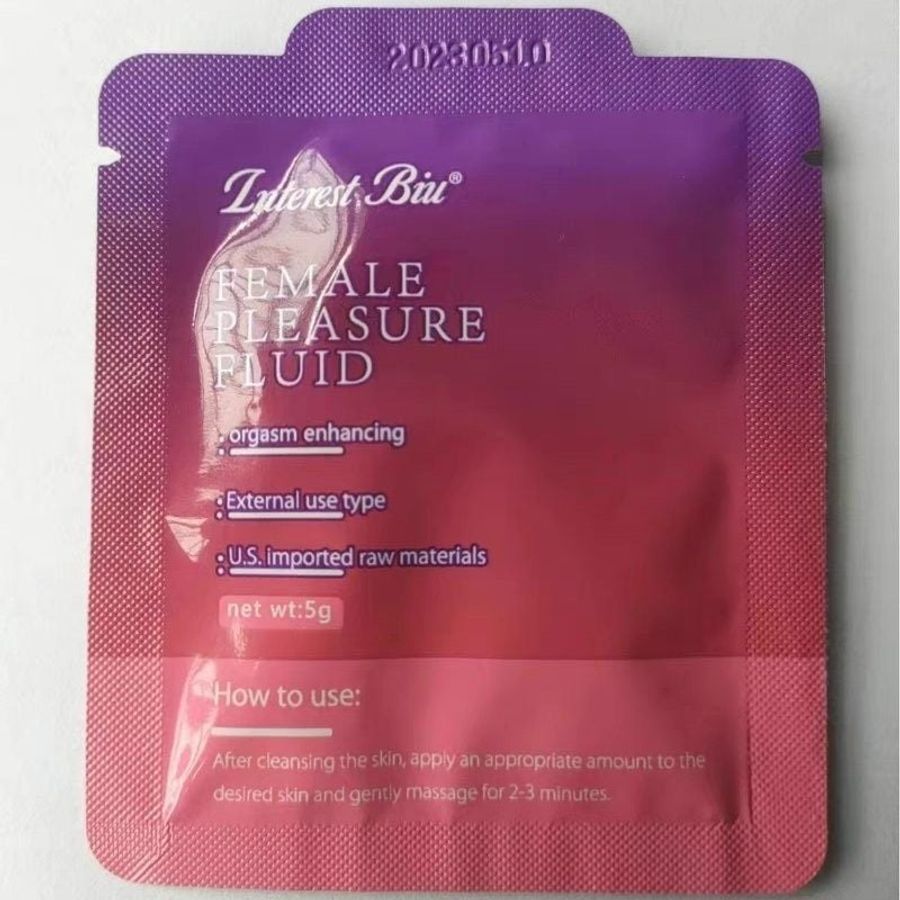 20230510
Interest Biu®
FEMALE
PLEASURE
FLUID
: orgasm enhancing
: External use type
: U.S. imported raw materials
net wt:5g
How to use:
After cleansing the skin, apply an appropriate amount to the
desired skin and gently massage for 2-3 minutes.